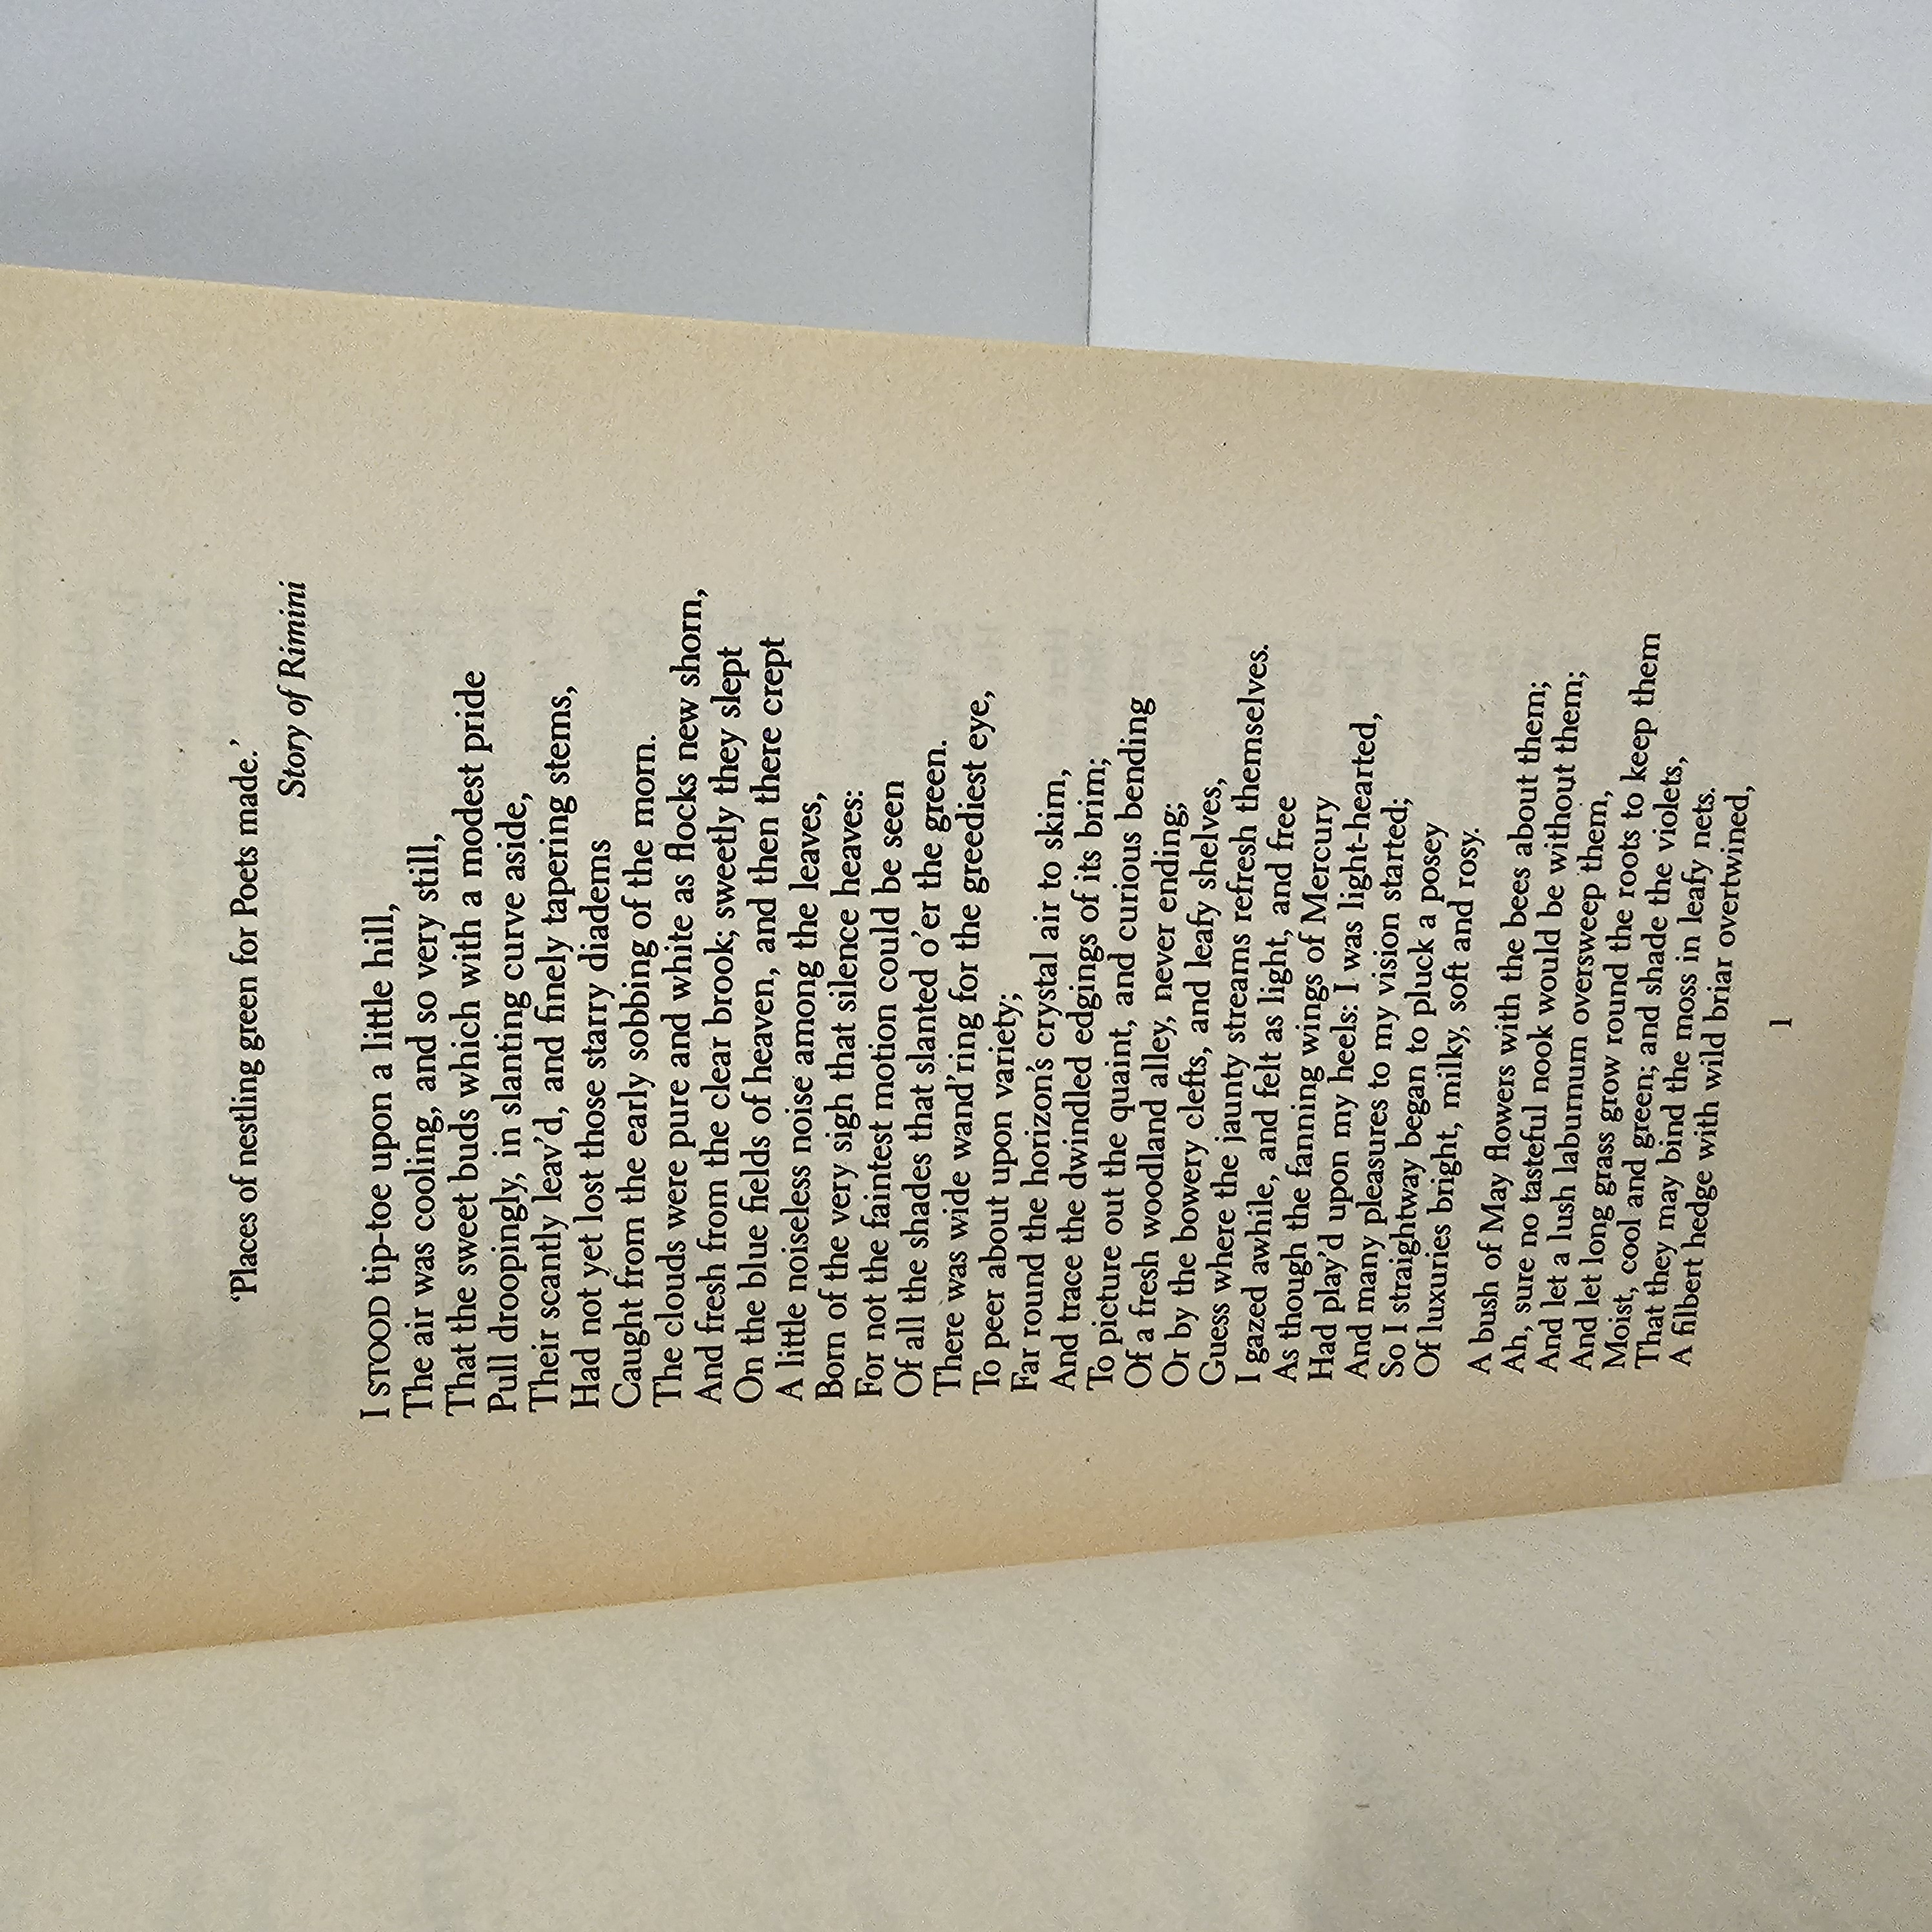 ‘Places of nestling green for Poets made.’
Story of Rimini
I STOOD tip-toe upon a little hill,
The air was cooling, and so very still,
That the sweet buds which with a modest pride
Pull droopingly, in slanting curve aside,
Their scantly leav’d, and finely tapering stems,
Had not yet lost those starry diadems
Caught from the early sobbing of the morn.
The clouds were pure and white as flocks new shorn,
And fresh from the clear brook; sweetly they slept
On the blue fields of heaven, and then there crept
A little noiseless noise among the leaves,
Born of the very sigh that silence heaves:
For not the faintest motion could be seen
Of all the shades that slanted o’er the green.
There was wide wand’ring for the greediest eye,
To peer about upon variety;
Far round the horizon’s crystal air to skim,
And trace the dwindled edgings of its brim;
To picture out the quaint, and curious bending
Of a fresh woodland alley, never ending;
Or by the bowery clefts, and leafy shelves,
Guess where the jaunty streams refresh themselves.
I gazed awhile, and felt as light, and free
As though the fanning wings of Mercury
Had play’d upon my heels: I was light-hearted,
And many pleasures to my vision started;
So I straightway began to pluck a posey
Of luxuries bright, milky, soft and rosy.
A bush of May flowers with the bees about them;
Ah, sure no tasteful nook would be without them;
And let a lush laburnum oversweep them,
And let long grass grow round the roots to keep them
Moist, cool and green; and shade the violets,
That they may bind the moss in leafy nets.
A filbert hedge with wild briar overtwined,
1